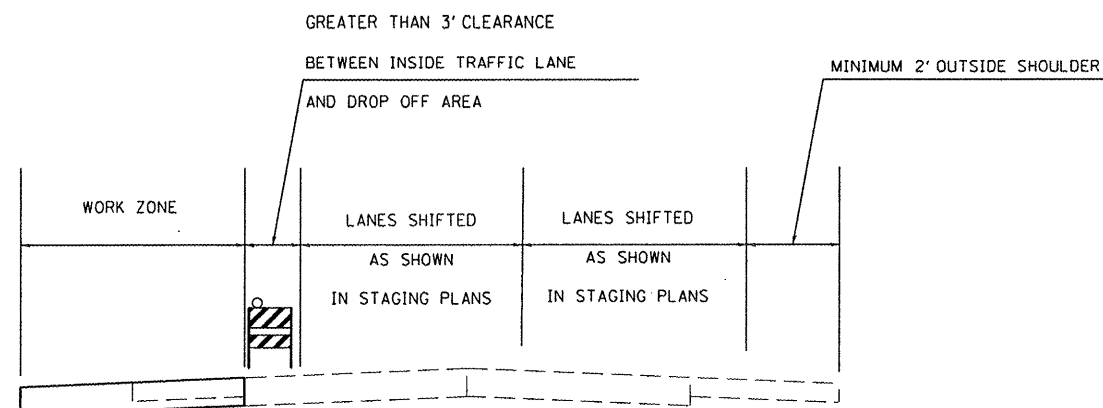 GREATER THAN 3' CLEARANCE
BETWEEN INSIDE TRAFFIC LANE
AND DROP OFF AREA
MINIMUM 2' OUTSIDE SHOULDER
WORK ZONE
LANES SHIFTED
AS SHOWN
IN STAGING PLANS
LANES SHIFTED
AS SHOWN
IN STAGING PLANS